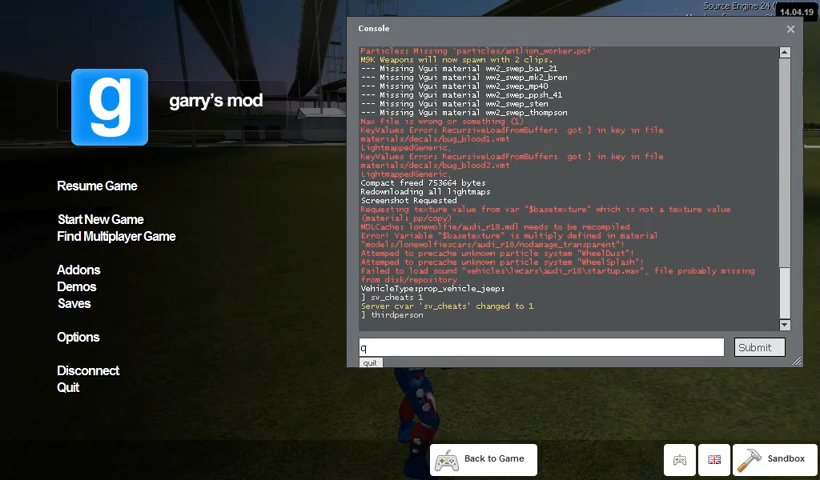 Source Engine 24
14.04.19
Console
Particles: Missing 'particles/antlion_worker.pcf'
M9K Weapons will now spawn with 2 clips.
--- Missing Vgui material ww2_swep_bar_21
--- Missing Vgui material ww2_swep_mk2_bren
--- Missing Vgui material ww2_swep_mp40
--- Missing Vgui material ww2_swep_ppsh_41
--- Missing Vgui material ww2_swep_sten
--- Missing Vgui material ww2_swep_thompson
Nav File is wrong or something (1)
KeyValues Error: RecursiveLoadFromBuffer:  got } in key in file
materials/decals/bug_blood1.vmt
LightmappedGeneric,
KeyValues Error: RecursiveLoadFromBuffer:  got } in key in file
materials/decals/bug_blood2.vmt
LightmappedGeneric,
Compact freed 753664 bytes
Redownloading all lightmaps
Screenshot Requested
Requesting texture value from var "$basetexture" which is not a texture value
(material: pp/copy)
MDLCache: lonewolfie/audi_r18.mdl needs to be recompiled
Error! Variable "$basetexture" is multiply defined in material
"models/lonewolfiescars/audi_r18/nodamage_transparent"!
Attemped to precache unknown particle system "WheelDust"!
Attemped to precache unknown particle system "WheelSplash"!
Failed to load sound "vehicles\lwcars\audi_r18\startup.wav", file probably missing
from disk/repository
VehicleType:prop_vehicle_jeep:
] sv_cheats 1
Server cvar 'sv_cheats' changed to 1
] thirdperson
q
Submit
quit
g
garry's mod
Resume Game
Start New Game
Find Multiplayer Game
Addons
Demos
Saves
Options
Disconnect
Quit
Back to Game
Sandbox